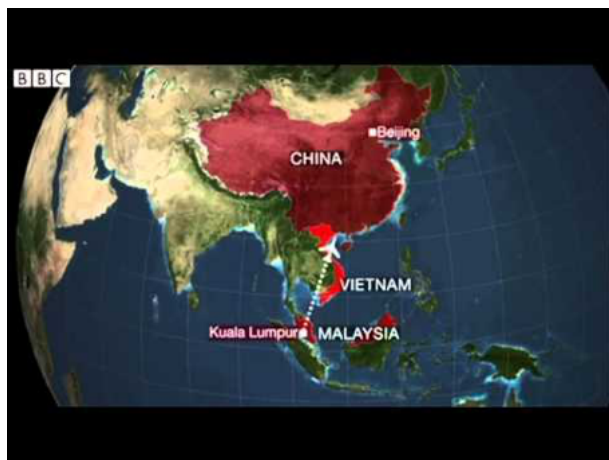 BBC
Beijing
CHINA
VIETNAM
Kuala Lumpur MALAYSIA